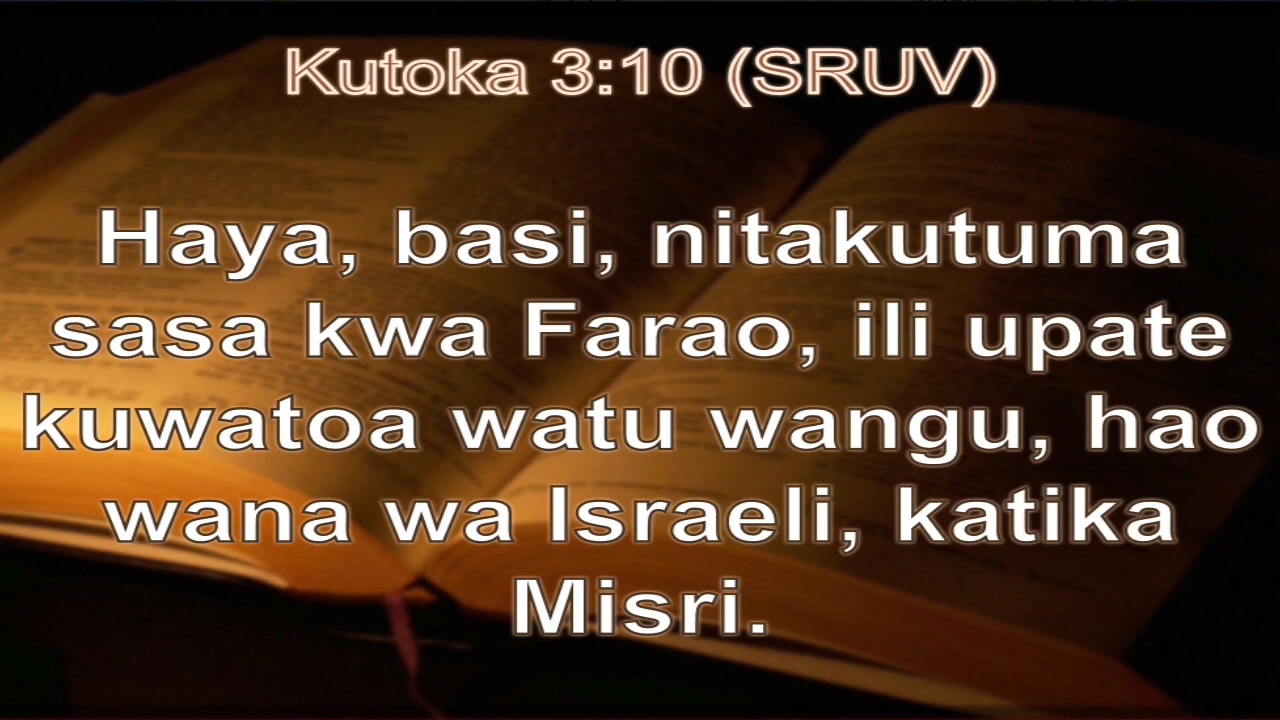 Kutoka 3:10 (SRUV)
Haya, basi, nitakutuma
sasa kwa Farao, ili upate
kuwatoa watu wangu, hao
wana wa Israeli, katika
Misri.